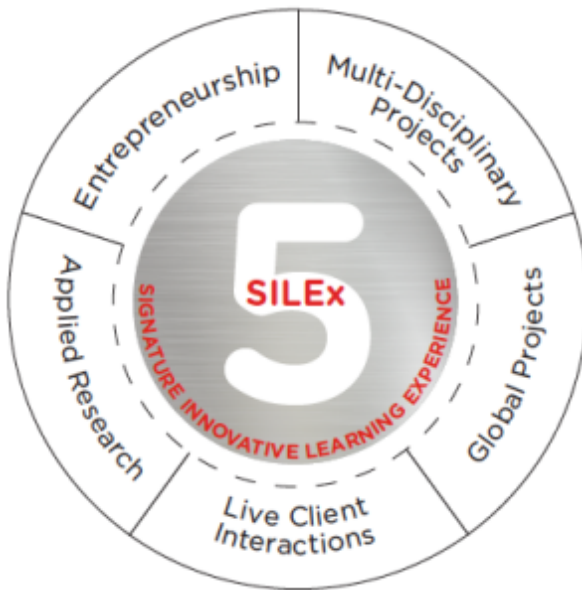 Entrepreneurship
Multi-Disciplinary
Projects
Global Projects
Live Client
Interactions
Applied Research
5
SILEx
SIGNATURE INNOVATIVE LEARNING EXPERIENCE